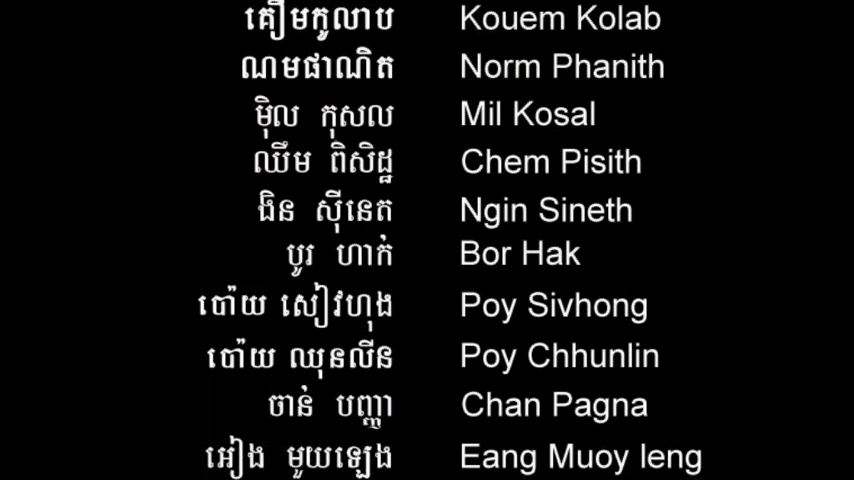 គឿមកូលាប Kouem Kolab
ណមផាណិត Norm Phanith
ម៉ិល កុសល Mil Kosal
ឈឹម ពិសិដ្ឋ Chem Pisith
ងិន ស៊ីនេត Ngin Sineth
បូរ ហាក់ Bor Hak
ប៉ោយ សៀវហុង Poy Sivhong
ប៉ោយ ឈុនលីន Poy Chhunlin
ចាន់ បញ្ញា Chan Pagna
អៀង មួយឡេង Eang Muoy leng